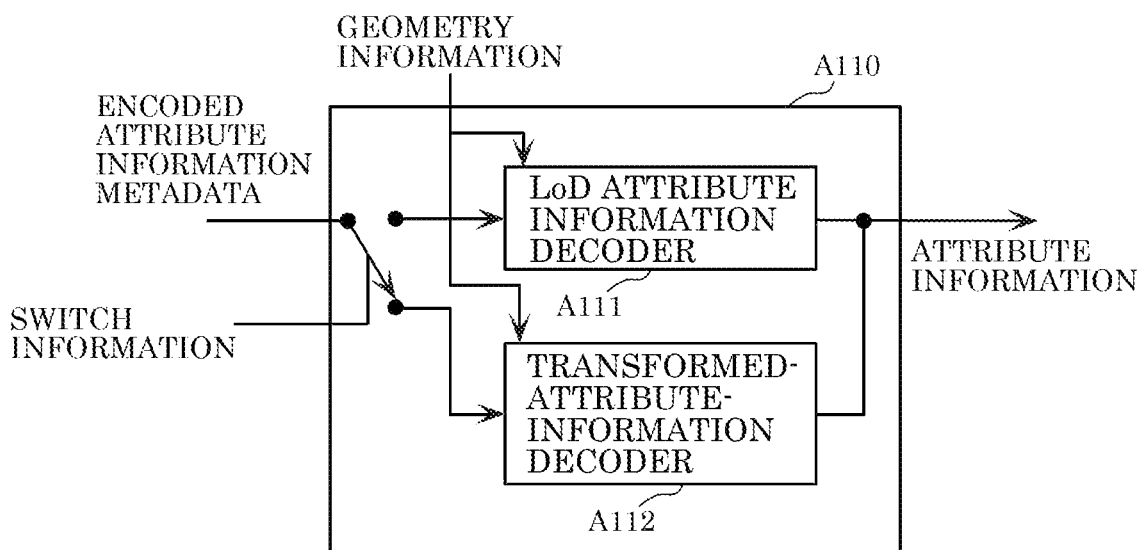 GEOMETRY
INFORMATION
A110
ENCODED
ATTRIBUTE
INFORMATION
METADATA
LoD ATTRIBUTE
INFORMATION
DECODER
ATTRIBUTE
INFORMATION
A111
SWITCH
INFORMATION
TRANSFORMED-
ATTRIBUTE-
INFORMATION
DECODER
A112